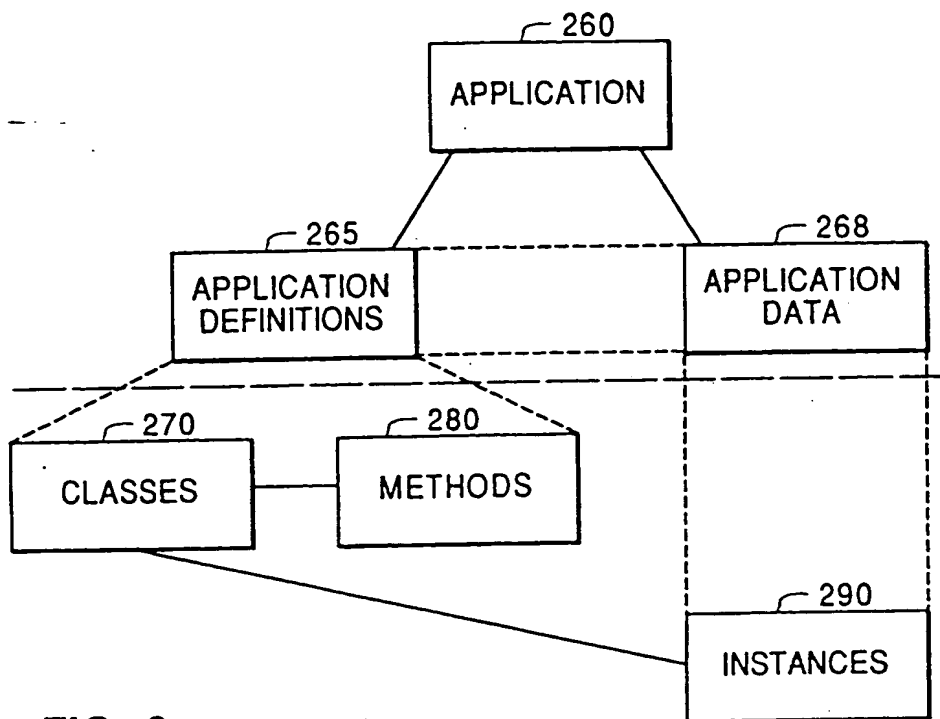 260
APPLICATION
265
APPLICATION
DEFINITIONS
268
APPLICATION
DATA
270
CLASSES
280
METHODS
290
INSTANCES